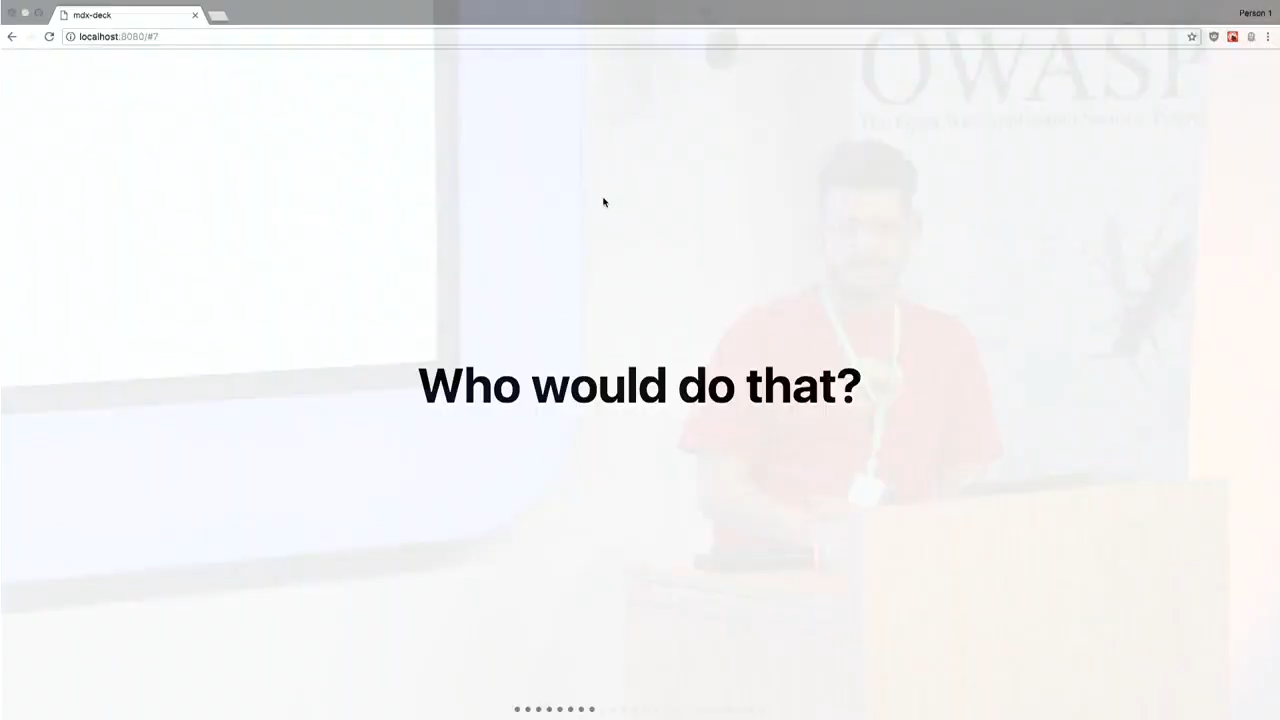 mdx-deck
Person 1
localhost:8080/#7
OWASP
Who would do that?